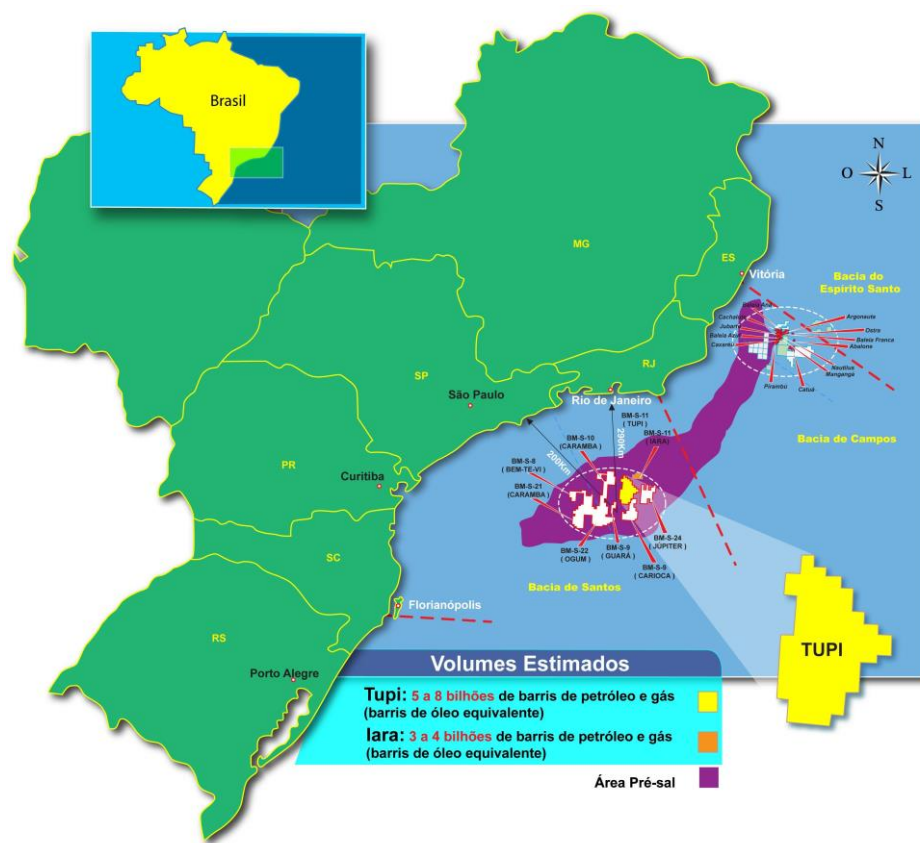 Brasil
N
O L
S
MG
ES
Vitória
Bacia do
Espírito Santo
Cachalote
Jubarte
Baleia Azul
Caxaréu
Pirambú
Catuá
Nautilus
Manganga
Abalone
Baleia Franca
Ostra
Argonauta
RJ
SP
São Paulo
Rio de Janeiro
Bacia de Campos
BM-S-11
( TUPI )
BM-S-11
(IARA)
BM-S-10
(CARAMBA)
290Km
200Km
BM-S-8
( BEM-TE-VI )
BM-S-21
(CARAMBA)
BM-S-22
( OGUM )
BM-S-9
( GUARÁ )
BM-S-9
( CARIOCA )
BM-S-24
( JÚPITER )
PR
Curitiba
Bacia de Santos
SC
Florianópolis
RS
Porto Alegre
TUPI
Volumes Estimados
Tupi: 5 a 8 bilhões de barris de petróleo e gás
(barris de óleo equivalente)
Iara: 3 a 4 bilhões de barris de petróleo e gás
(barris de óleo equivalente)
Área Pré-sal